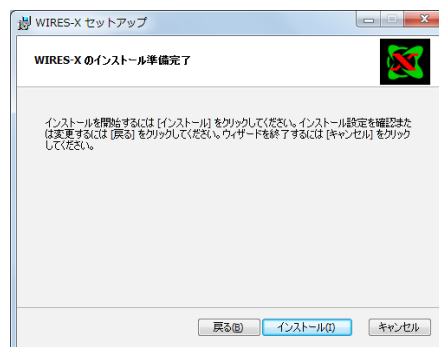 WIRES-X セットアップ
WIRES-X のインストール準備完了
インストールを開始するには [インストール] をクリックしてください。インストール設定を確認また
は変更するには [戻る] をクリックしてください。ウィザードを終了するには [キャンセル] をクリック
してください。
戻る(B) インストール(I) キャンセル